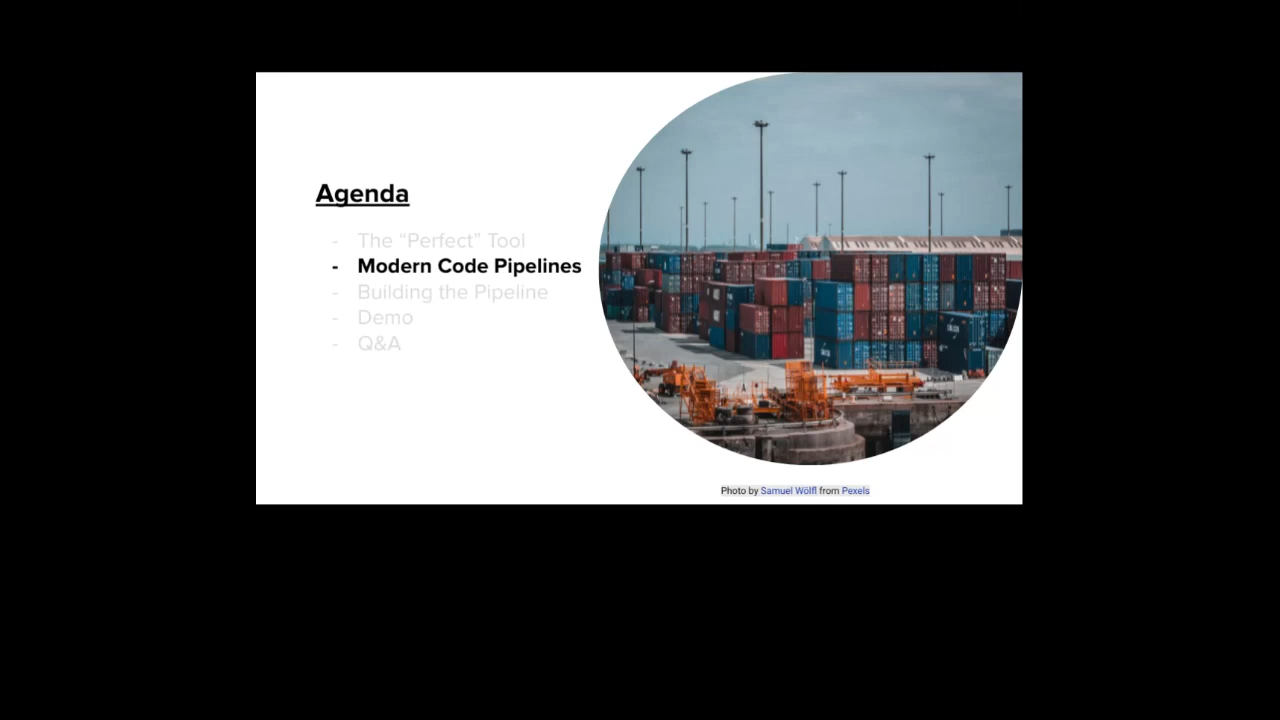 Agenda
- The “Perfect” Tool
- Modern Code Pipelines
- Building the Pipeline
- Demo
- Q&A
Photo by Samuel Wölfl from Pexels